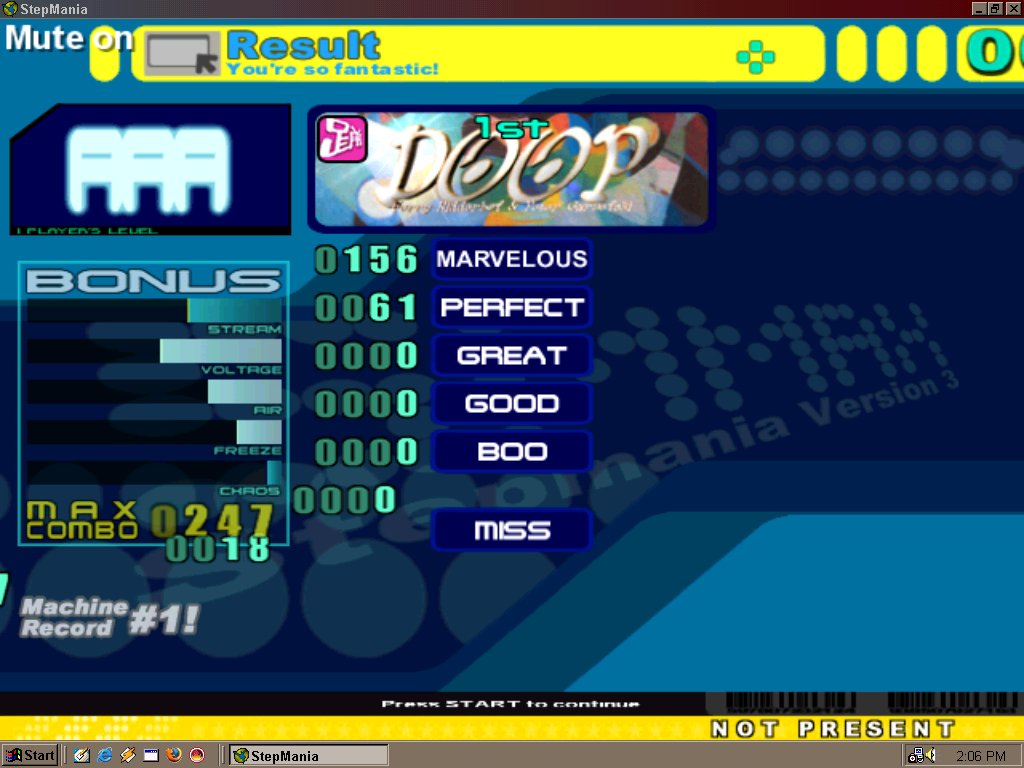 StepMania
Mute on
Result
You're so fantastic!
AAA
1 PLAYER'S LEVEL
1st
DOOP
BONUS
STREAM
VOLTAGE
AIR
FREEZE
CHAOS
MAX COMBO 0247
0018
0156 MARVELOUS
0061 PERFECT
0000 GREAT
0000 GOOD
0000 BOO
0000 MISS
Stepmania Version 3
Machine
Record #1!
Press START to continue
NOT PRESENT
Start
StepMania
2:06 PM